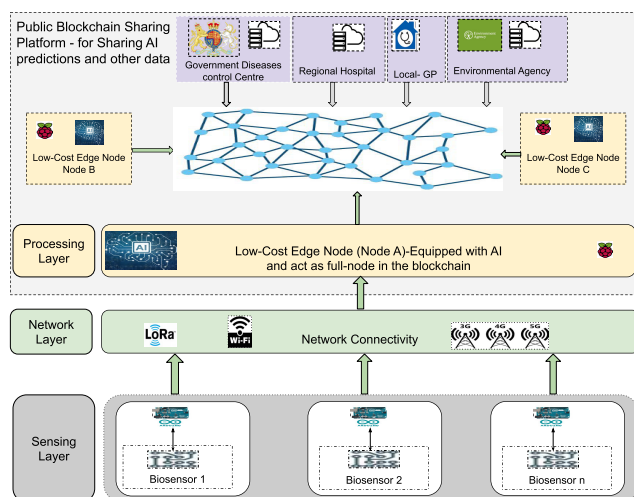 Public Blockchain Sharing
Platform - for Sharing AI
predictions and other data
Government Diseases
control Centre
Regional Hospital
Local- GP
Environmental Agency
AI
Low-Cost Edge Node
Node B
Low-Cost Edge Node
Node C
Processing
Layer
AI
Low-Cost Edge Node (Node A)-Equipped with AI
and act as full-node in the blockchain
Network
Layer
LoRa
Wi-Fi
Network Connectivity
3G
4G
5G
Sensing
Layer
Biosensor 1
Biosensor 2
Biosensor n